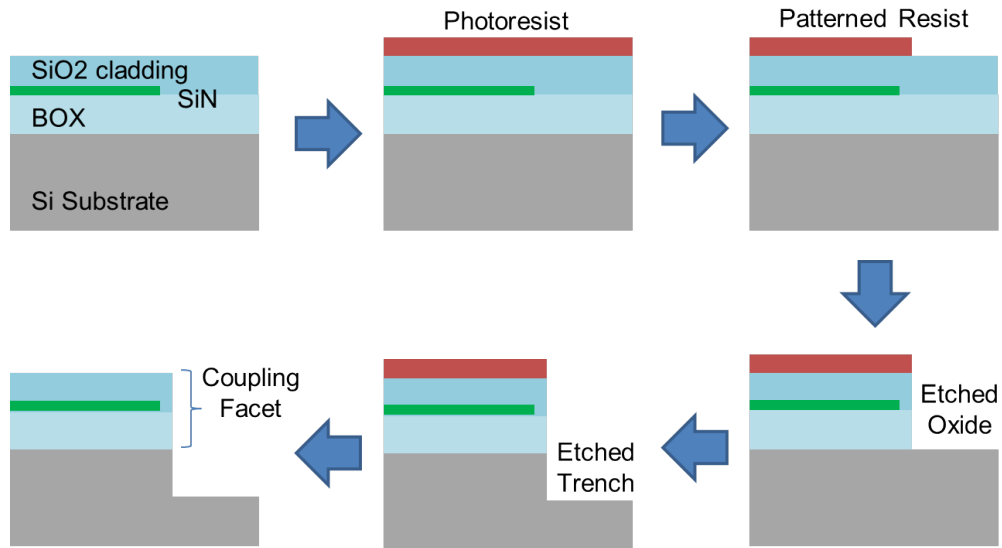 Photoresist
Patterned Resist
SiO2 cladding
SiN
BOX
Si Substrate
Coupling
Facet
Etched
Trench
Etched
Oxide